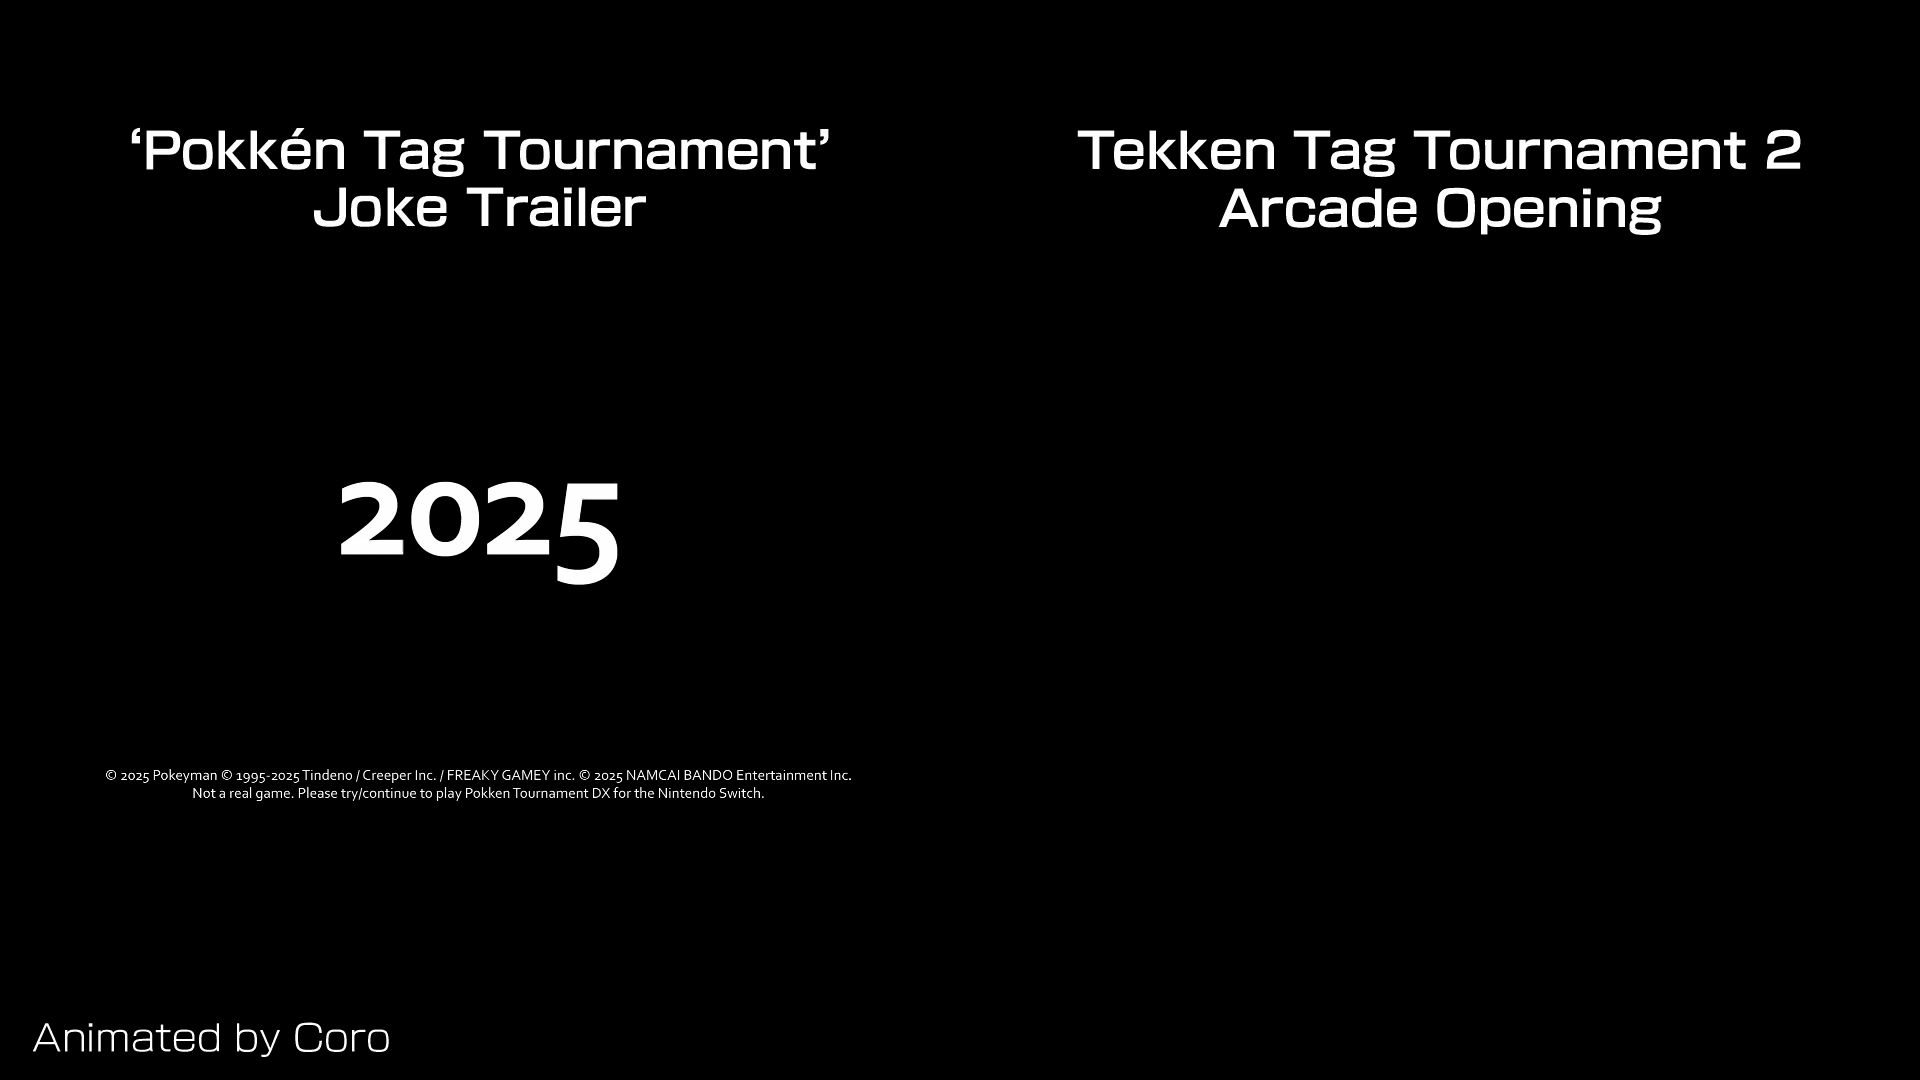 ‘Pokkén Tag Tournament’
Joke Trailer
Tekken Tag Tournament 2
Arcade Opening
2025
© 2025 Pokeyman © 1995-2025 Tindeno / Creeper Inc. / FREAKY GAMEY inc. © 2025 NAMCAI BANDO Entertainment Inc.
Not a real game. Please try/continue to play Pokken Tournament DX for the Nintendo Switch.
Animated by Coro